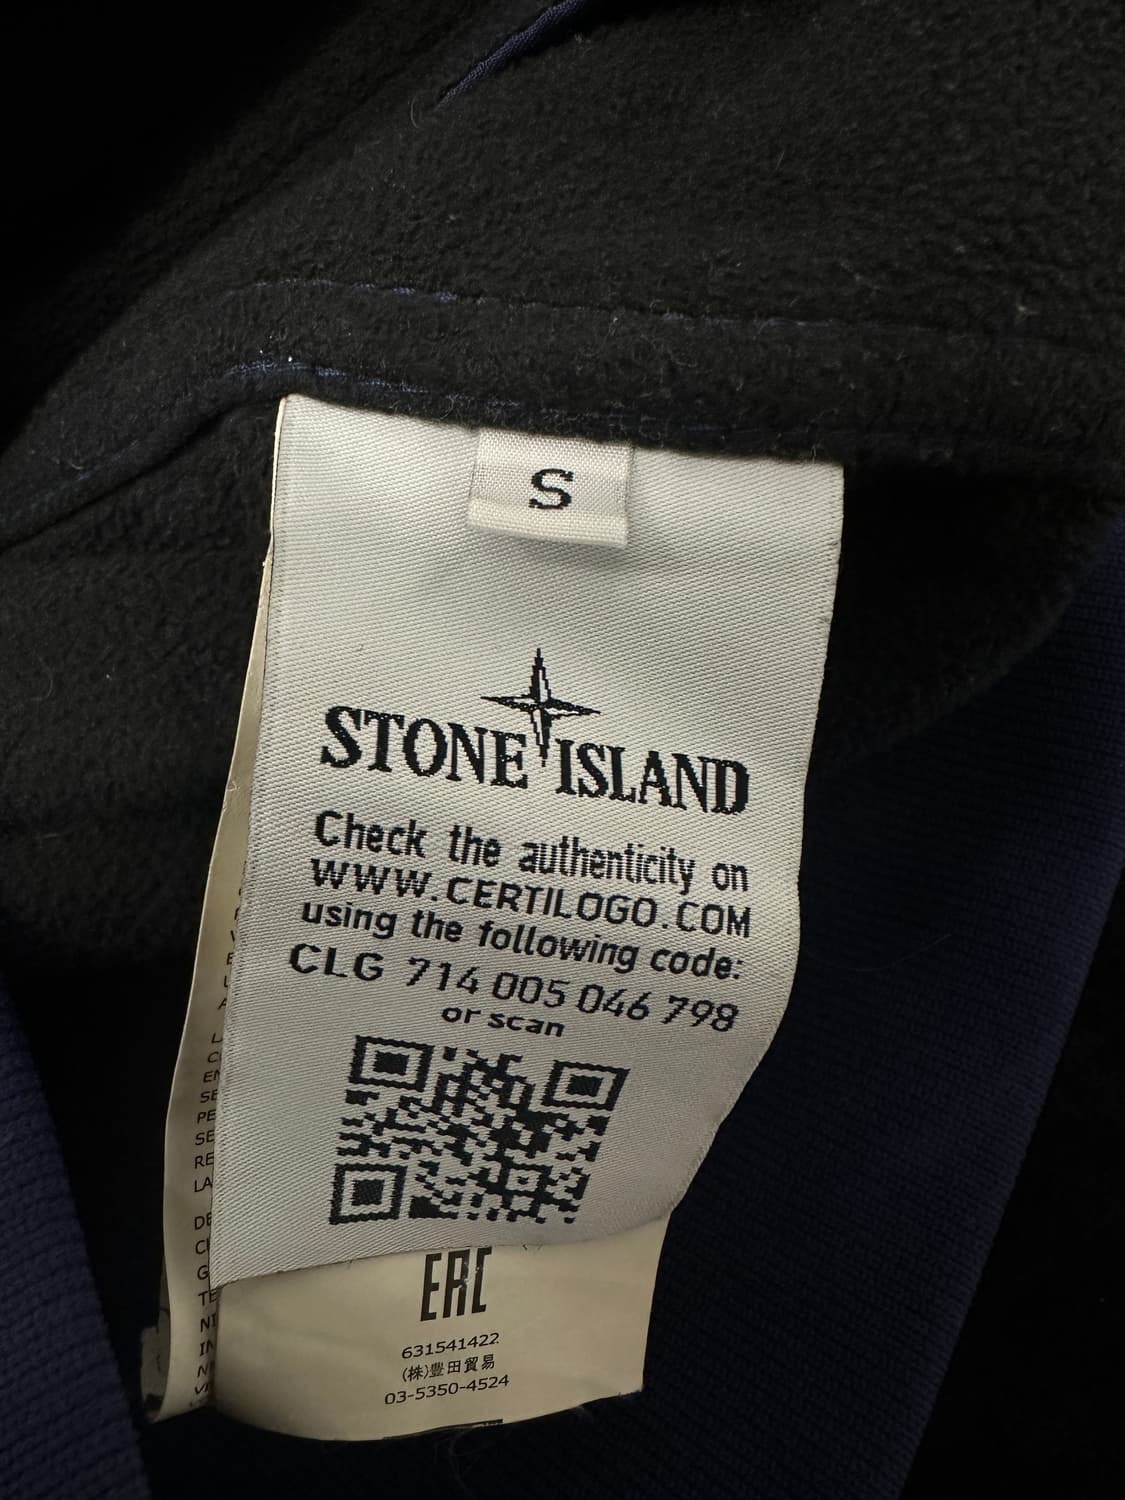 S
STONE ISLAND
Check the authenticity on
WWW.CERTILOGO.COM
using the following code:
CLG 714 005 046 798
or scan
EAC
631541422
(株)豊田貿易
03-5350-4524